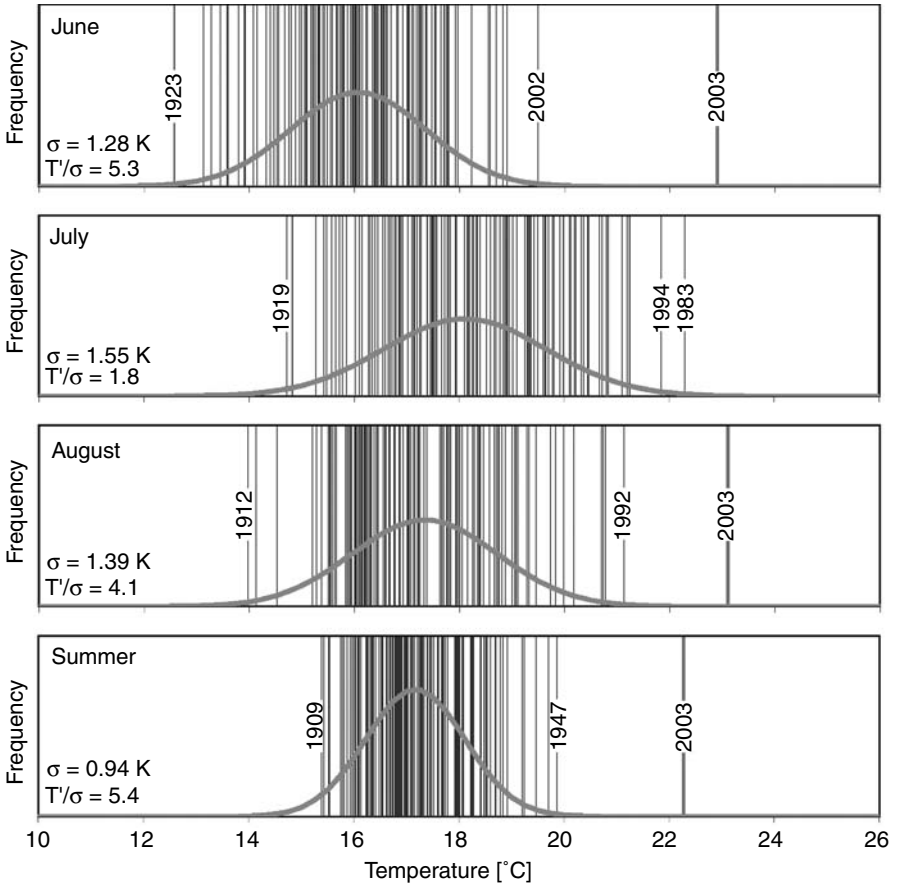 Frequency
June
1923
2002
2003
σ = 1.28 K
T'/σ = 5.3
Frequency
July
1919
1994
1983
σ = 1.55 K
T'/σ = 1.8
Frequency
August
1912
1992
2003
σ = 1.39 K
T'/σ = 4.1
Frequency
Summer
1909
1947
2003
σ = 0.94 K
T'/σ = 5.4
10 12 14 16 18 20 22 24 26
Temperature [˚C]